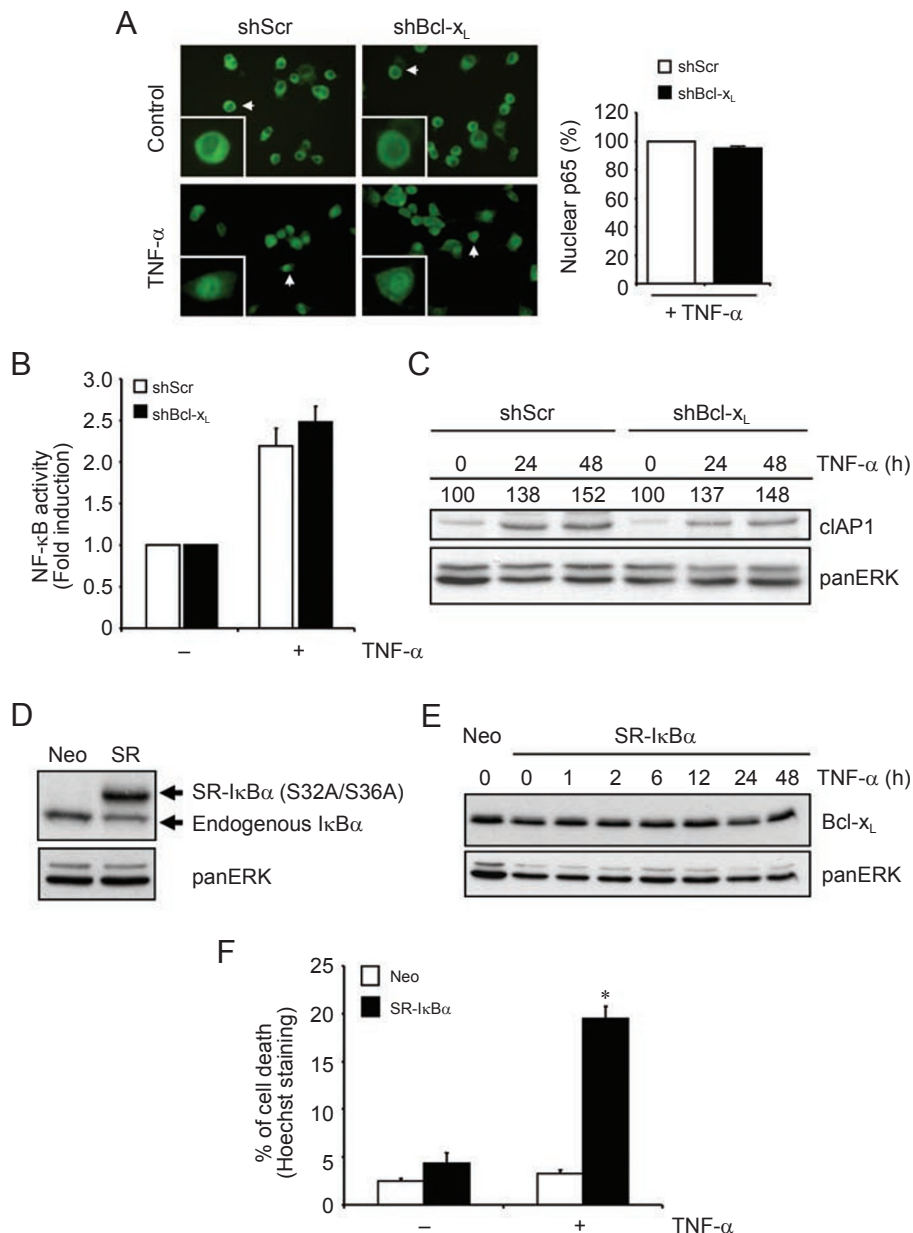 A
shScr shBcl-xL
Control
TNF-α
shScr
shBcl-xL
Nuclear p65 (%)
120
100
80
60
40
20
0
+ TNF-α
B
NF-κB activity
(Fold induction)
3.0
2.5
2.0
1.5
1.0
0.5
0
shScr
shBcl-xL
– + TNF-α
C
shScr shBcl-xL
0 24 48 0 24 48 TNF-α (h)
100 138 152 100 137 148
cIAP1
panERK
D
Neo SR
SR-IκBα (S32A/S36A)
Endogenous IκBα
panERK
E
Neo SR-IκBα
0 0 1 2 6 12 24 48 TNF-α (h)
Bcl-xL
panERK
F
% of cell death
(Hoechst staining)
25
20
15
10
5
0
Neo
SR-IκBα
*
– + TNF-α